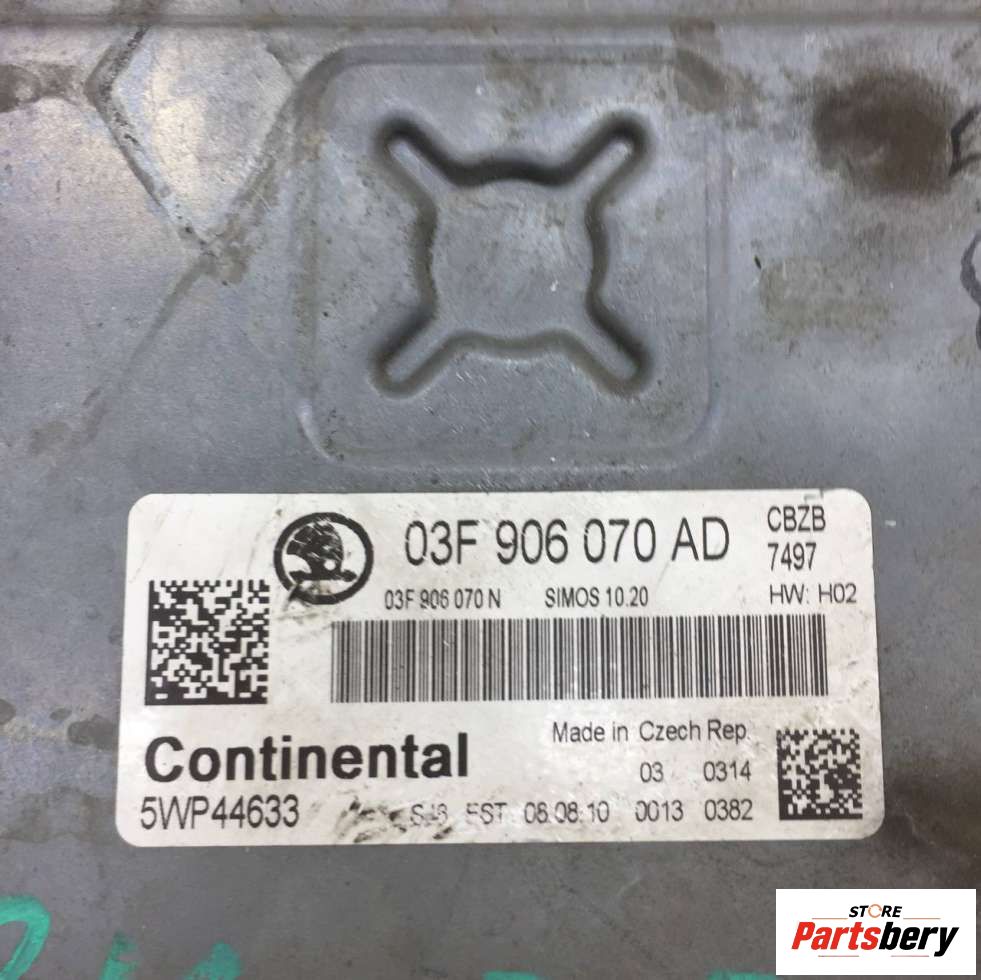 03F 906 070 AD
CBZB
7497
03F 906 070 N SIMOS 10.20 HW: H02
Continental
Made in Czech Rep.
03 0314
5WP44633 EST 06.08.10 0013 0382
STORE
Partsbery